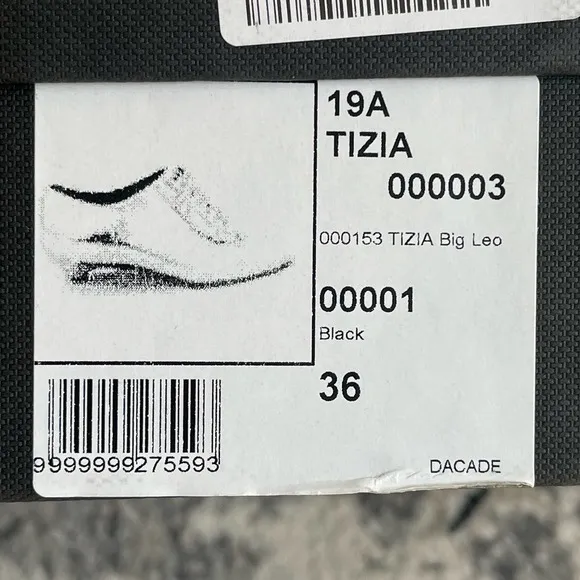 19A
TIZIA
000003
000153 TIZIA Big Leo
00001
Black
36
9999999275593
DACADE